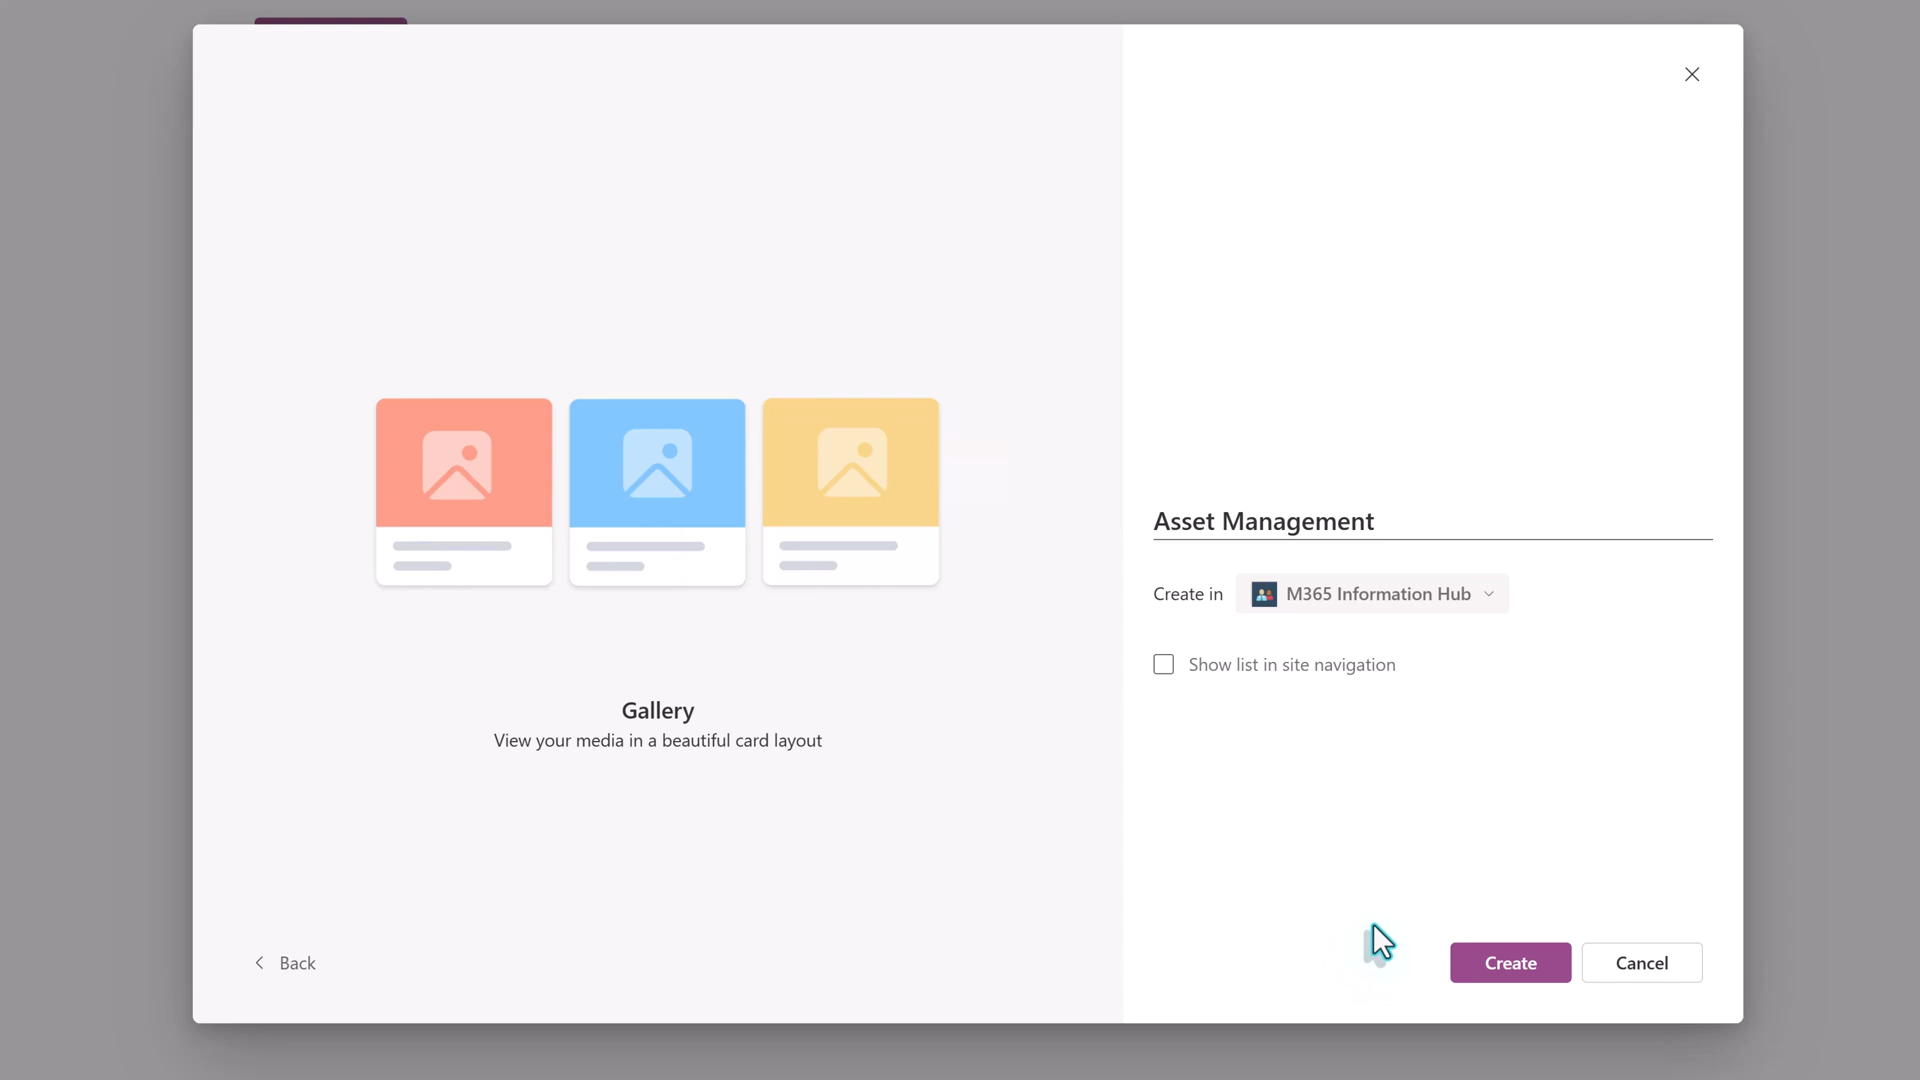 Asset Management
Create in M365 Information Hub
Show list in site navigation
Gallery
View your media in a beautiful card layout
Back
Create
Cancel